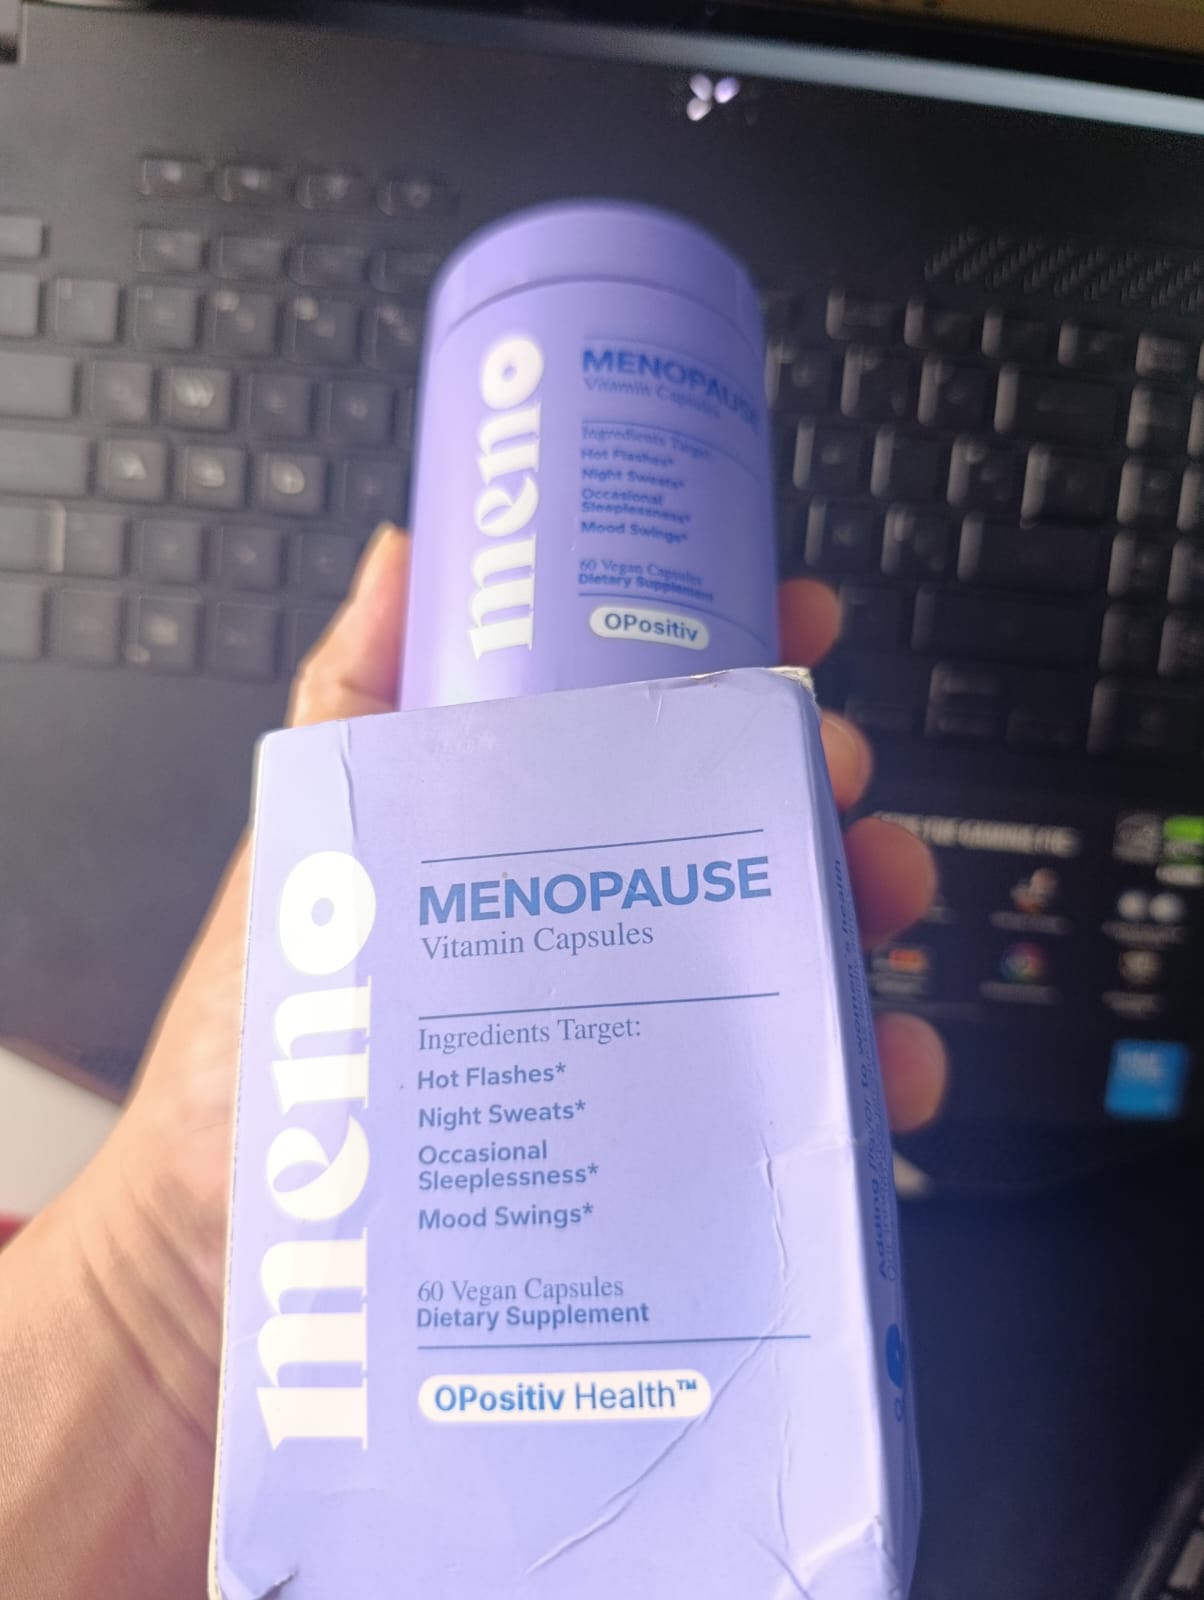 meno
MENOPAUSE
Vitamin Capsules
Ingredients Target:
Hot Flashes*
Night Sweats*
Occasional
Sleeplessness*
Mood Swings*
60 Vegan Capsules
Dietary Supplement
OPositiv
meno
MENOPAUSE
Vitamin Capsules
Ingredients Target:
Hot Flashes*
Night Sweats*
Occasional
Sleeplessness*
Mood Swings*
60 Vegan Capsules
Dietary Supplement
OPositiv Health™
W
A
S
D